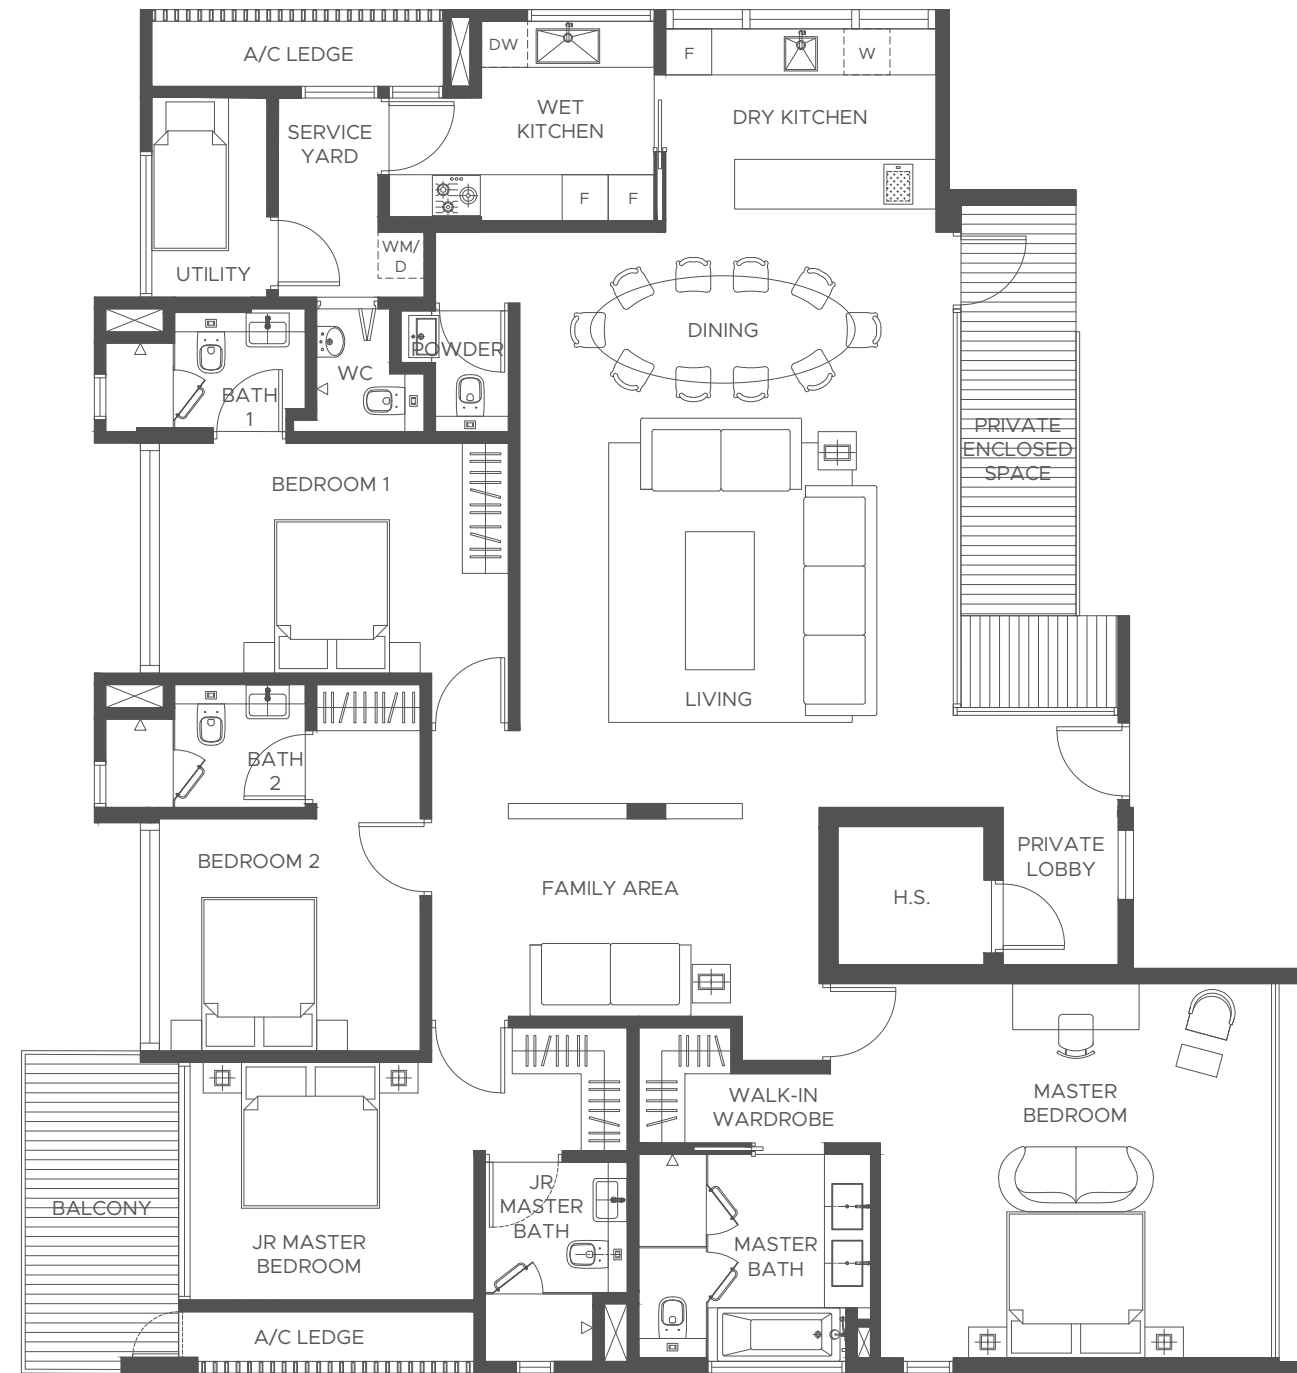 A/C LEDGE
DW
F
W
WET
KITCHEN
DRY KITCHEN
SERVICE
YARD
F
F
WM/
D
UTILITY
DINING
POWDER
WC
BATH
1
PRIVATE
ENCLOSED
SPACE
BEDROOM 1
LIVING
BATH
2
BEDROOM 2
FAMILY AREA
H.S.
PRIVATE
LOBBY
WALK-IN
WARDROBE
MASTER
BEDROOM
BALCONY
JR
MASTER
BATH
JR MASTER
BEDROOM
MASTER
BATH
A/C LEDGE